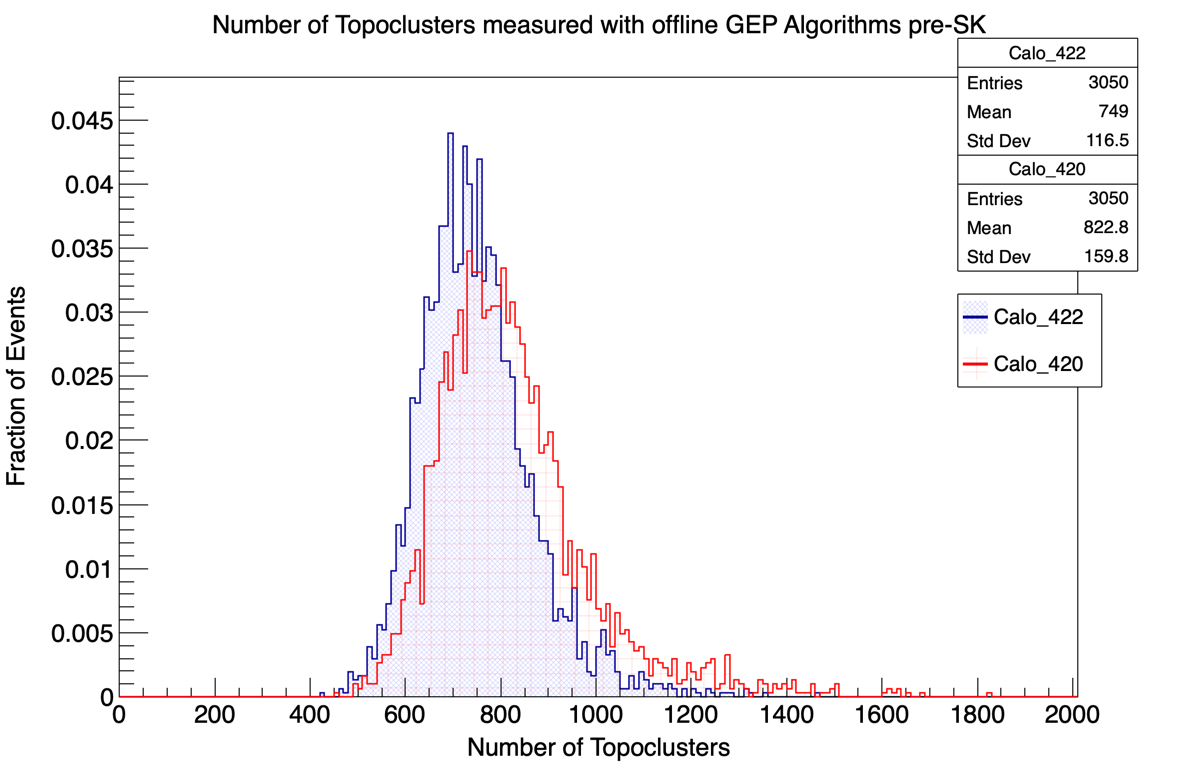 Number of Topoclusters measured with offline GEP Algorithms pre-SK
Calo_422
Entries 3050
Mean 749
Std Dev 116.5
Calo_420
Entries 3050
Mean 822.8
Std Dev 159.8
Calo_422
Calo_420
Fraction of Events
0.045
0.04
0.035
0.03
0.025
0.02
0.015
0.01
0.005
0
0 200 400 600 800 1000 1200 1400 1600 1800 2000
Number of Topoclusters